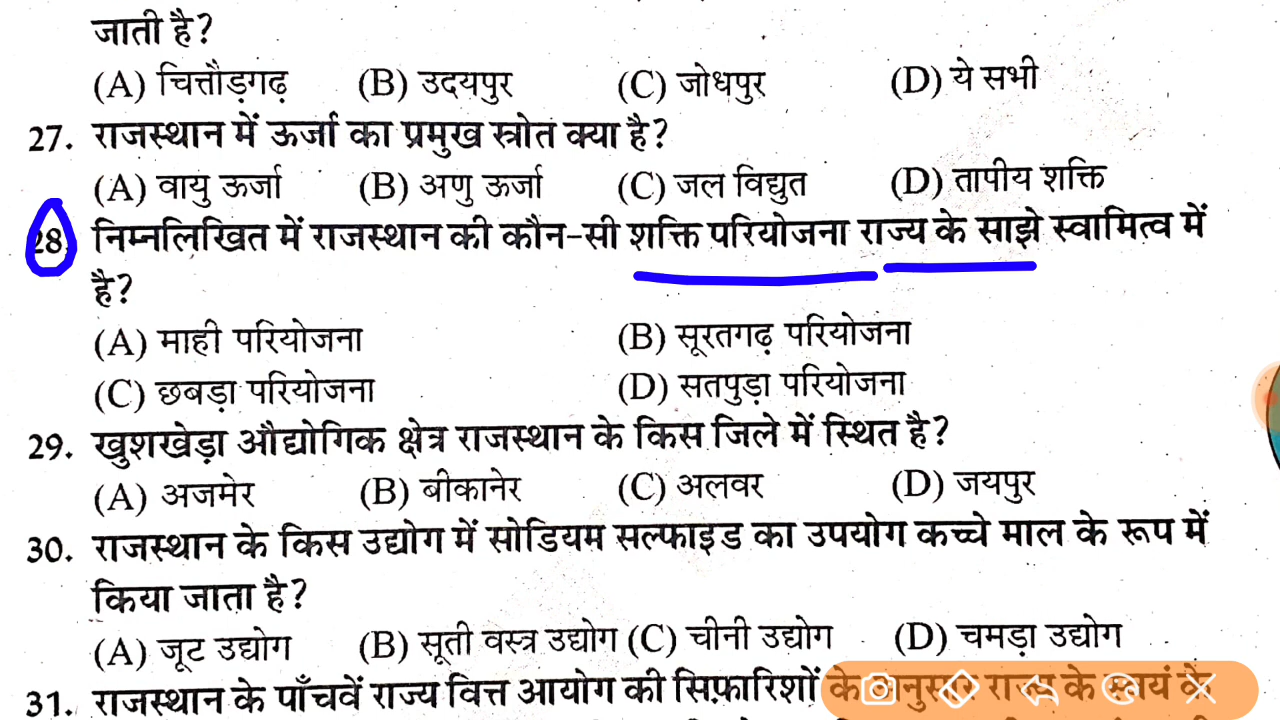 जाती है?
(A) चित्तौड़गढ़ (B) उदयपुर (C) जोधपुर (D) ये सभी
27. राजस्थान में ऊर्जा का प्रमुख स्त्रोत क्या है?
(A) वायु ऊर्जा (B) अणु ऊर्जा (C) जल विद्युत (D) तापीय शक्ति
28. निम्नलिखित में राजस्थान की कौन-सी शक्ति परियोजना राज्य के साझे स्वामित्व में
है?
(A) माही परियोजना (B) सूरतगढ़ परियोजना
(C) छबड़ा परियोजना (D) सतपुड़ा परियोजना
29. खुशखेड़ा औद्योगिक क्षेत्र राजस्थान के किस जिले में स्थित है?
(A) अजमेर (B) बीकानेर (C) अलवर (D) जयपुर
30. राजस्थान के किस उद्योग में सोडियम सल्फाइड का उपयोग कच्चे माल के रूप में
किया जाता है?
(A) जूट उद्योग (B) सूती वस्त्र उद्योग (C) चीनी उद्योग (D) चमड़ा उद्योग
31. राजस्थान के पाँचवें राज्य वित्त आयोग की सिफ़ारिशों के राज्य के